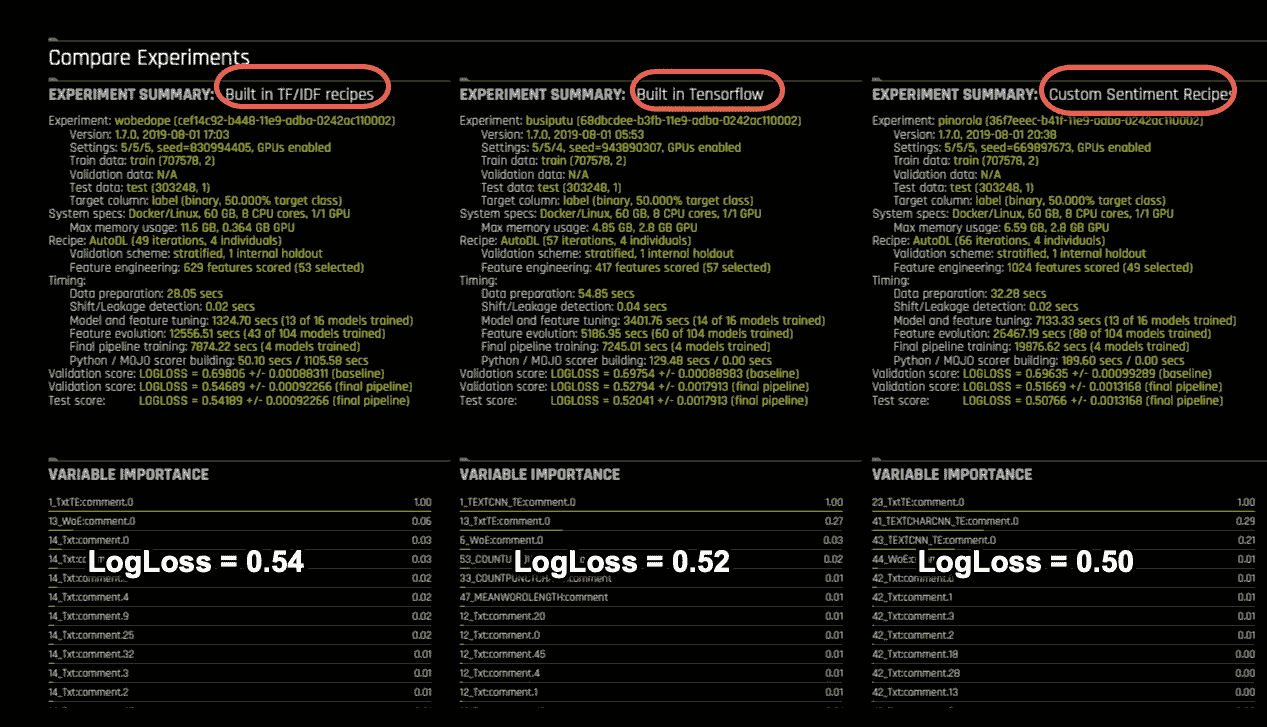 Compare Experiments
EXPERIMENT SUMMARY: Built in TF/IDF recipes
Experiment: wobedope (cef14c92-b448-11e9-adba-0242ac110002)
Version: 1.7.0, 2019-08-01 17:03
Settings: 5/5/5, seed=830994405, GPUs enabled
Train data: train (707578, 2)
Validation data: N/A
Test data: test (303248, 1)
Target column: label (binary, 50.000% target class)
System specs: Docker/Linux, 60 GB, 8 CPU cores, 1/1 GPU
Max memory usage: 11.6 GB, 0.364 GB GPU
Recipe: AutoDL (49 iterations, 4 individuals)
Validation scheme: stratified, 1 internal holdout
Feature engineering: 629 features scored (53 selected)
Timing:
Data preparation: 28.05 secs
Shift/Leakage detection: 0.02 secs
Model and feature tuning: 1324.70 secs (13 of 16 models trained)
Feature evolution: 12556.51 secs (43 of 104 models trained)
Final pipeline training: 7874.22 secs (4 models trained)
Python / MOJO scorer building: 50.10 secs / 1105.58 secs
Validation score: LOGLOSS = 0.69806 +/- 0.00088311 (baseline)
Validation score: LOGLOSS = 0.54689 +/- 0.00092266 (final pipeline)
Test score: LOGLOSS = 0.54189 +/- 0.00092266 (final pipeline)
VARIABLE IMPORTANCE
1_TxtTE:comment.0 1.00
13_WoE:comment.0 0.06
14_Txt:comment.0 0.03
0.03
LogLoss = 0.54
0.02
14_Txt:comment.4 0.02
14_Txt:comment.9 0.02
14_Txt:comment.25 0.02
14_Txt:comment.32 0.01
14_Txt:comment.3 0.01
14_Txt:comment.2 0.01
EXPERIMENT SUMMARY: Built in Tensorflow
Experiment: busiputu (68dbcdee-b3fb-11e9-adba-0242ac110002)
Version: 1.7.0, 2019-08-01 05:53
Settings: 5/5/4, seed=943890307, GPUs enabled
Train data: train (707578, 2)
Validation data: N/A
Test data: test (303248, 1)
Target column: label (binary, 50.000% target class)
System specs: Docker/Linux, 60 GB, 8 CPU cores, 1/1 GPU
Max memory usage: 4.85 GB, 2.8 GB GPU
Recipe: AutoDL (57 iterations, 4 individuals)
Validation scheme: stratified, 1 internal holdout
Feature engineering: 417 features scored (57 selected)
Timing:
Data preparation: 54.85 secs
Shift/Leakage detection: 0.04 secs
Model and feature tuning: 3401.76 secs (14 of 16 models trained)
Feature evolution: 5186.95 secs (60 of 104 models trained)
Final pipeline training: 7245.01 secs (4 models trained)
Python / MOJO scorer building: 129.48 secs / 0.00 secs
Validation score: LOGLOSS = 0.69754 +/- 0.00088983 (baseline)
Validation score: LOGLOSS = 0.52794 +/- 0.0017913 (final pipeline)
Test score: LOGLOSS = 0.52041 +/- 0.0017913 (final pipeline)
VARIABLE IMPORTANCE
1_TEXTCNN_TE:comment.0 1.00
13_TxtTE:comment.0 0.27
6_WoE:comment.0 0.03
0.02
LogLoss = 0.52
0.01
47_MEANWORDLENGTH:comment 0.01
12_Txt:comment.20 0.01
12_Txt:comment.0 0.01
12_Txt:comment.45 0.01
12_Txt:comment.4 0.01
12_Txt:comment.1 0.01
EXPERIMENT SUMMARY: Custom Sentiment Recipes
Experiment: pinorola (36f7eeec-b41f-11e9-adba-0242ac110002)
Version: 1.7.0, 2019-08-01 20:38
Settings: 5/5/5, seed=669897673, GPUs enabled
Train data: train (707578, 2)
Validation data: N/A
Test data: test (303248, 1)
Target column: label (binary, 50.000% target class)
System specs: Docker/Linux, 60 GB, 8 CPU cores, 1/1 GPU
Max memory usage: 6.59 GB, 2.8 GB GPU
Recipe: AutoDL (66 iterations, 4 individuals)
Validation scheme: stratified, 1 internal holdout
Feature engineering: 1024 features scored (49 selected)
Timing:
Data preparation: 32.28 secs
Shift/Leakage detection: 0.02 secs
Model and feature tuning: 7133.33 secs (13 of 16 models trained)
Feature evolution: 26467.19 secs (88 of 104 models trained)
Final pipeline training: 19876.62 secs (4 models trained)
Python / MOJO scorer building: 189.60 secs / 0.00 secs
Validation score: LOGLOSS = 0.69635 +/- 0.00099289 (baseline)
Validation score: LOGLOSS = 0.51669 +/- 0.0013168 (final pipeline)
Test score: LOGLOSS = 0.50766 +/- 0.0013168 (final pipeline)
VARIABLE IMPORTANCE
23_TxtTE:comment.0 1.00
41_TEXTCHARCNN_TE:comment.0 0.29
43_TEXTCNN_TE:comment.0 0.21
0.01
LogLoss = 0.50
42_Txt:comment.0 0.01
42_Txt:comment.1 0.01
42_Txt:comment.3 0.01
42_Txt:comment.2 0.01
42_Txt:comment.18 0.00
42_Txt:comment.28 0.00
42_Txt:comment.13 0.00